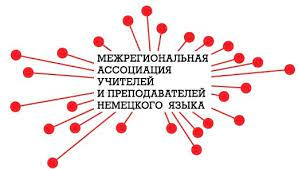 МЕЖРЕГИОНАЛЬНАЯ
АССОЦИАЦИЯ
УЧИТЕЛЕЙ
И ПРЕПОДАВАТЕЛЕЙ
НЕМЕЦКОГО ЯЗЫКА